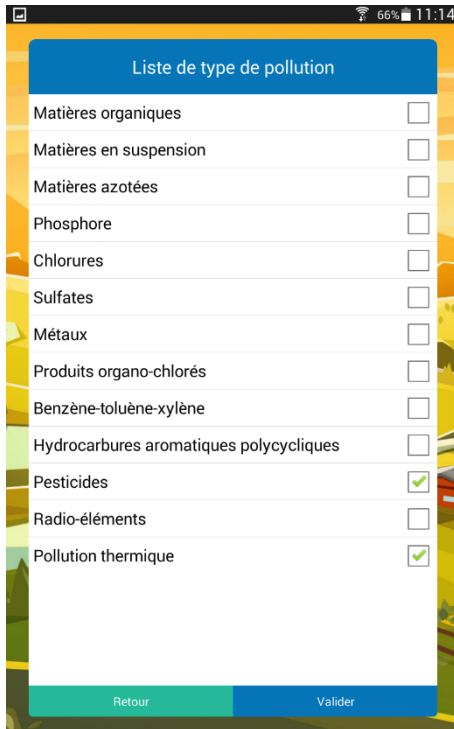 66% 11:14
Liste de type de pollution
Matières organiques
Matières en suspension
Matières azotées
Phosphore
Chlorures
Sulfates
Métaux
Produits organo-chlorés
Benzène-toluène-xylène
Hydrocarbures aromatiques polycycliques
Pesticides
Radio-éléments
Pollution thermique
Retour Valider